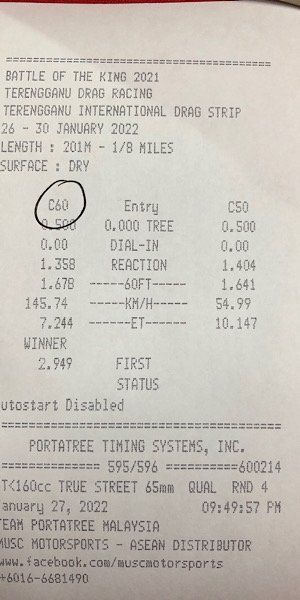 BATTLE OF THE KING 2021
TERENGGANU DRAG RACING
TERENGGANU INTERNATIONAL DRAG STRIP
26 - 30 JANUARY 2022
LENGTH : 201M - 1/8 MILES
SURFACE : DRY
C60 Entry C50
0.500 0.000 TREE 0.500
0.00 DIAL-IN 0.00
1.358 REACTION 1.404
1.678 -----60FT----- 1.641
145.74 -----KM/H----- 54.99
7.244 ------ET------ 10.147
WINNER
2.949 FIRST
STATUS
utostart Disabled
PORTATREE TIMING SYSTEMS, INC.
============= 595/596 ==========600214
T<160cc TRUE STREET 65mm QUAL RND 4
anuary 27, 2022 09:49:57 PM
TEAM PORTATREE MALAYSIA
MUSC MOTORSPORTS - ASEAN DISTRIBUTOR
www.facebook.com/muscmotorsports
+6016-6681490